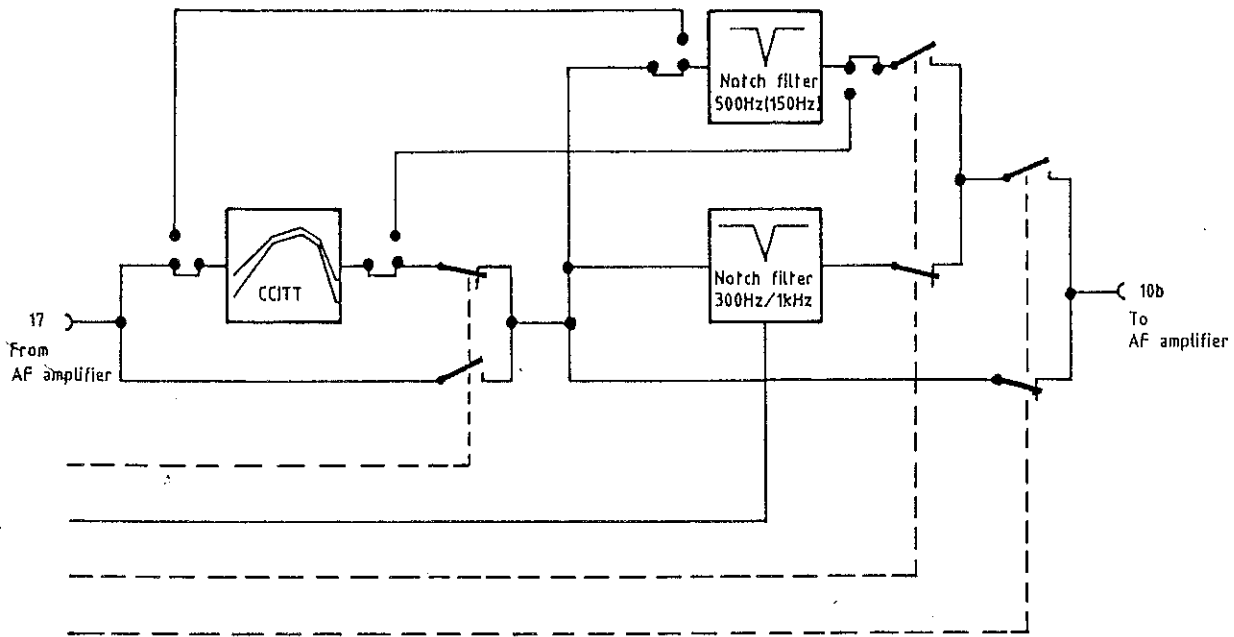 Notch filter
500Hz(150Hz)
CCITT
Notch filter
300Hz/1kHz
17
From
AF amplifier
10b
To
AF amplifier